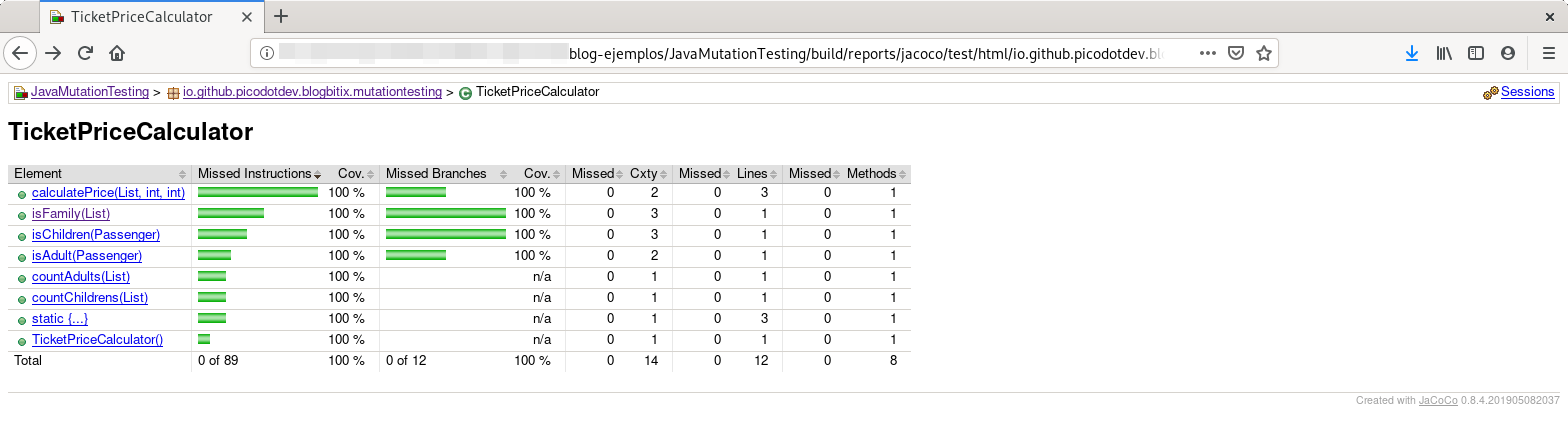 TicketPriceCalculator
blog-ejemplos/JavaMutationTesting/build/reports/jacoco/test/html/io.github.picodotdev.bl
JavaMutationTesting > io.github.picodotdev.blogbitix.mutationtesting > TicketPriceCalculator Sessions
TicketPriceCalculator
Element Missed Instructions Cov. Missed Branches Cov. Missed Cxty Missed Lines Missed Methods
calculatePrice(List, int, int) 100 % 100 % 0 2 0 3 0 1
isFamily(List) 100 % 100 % 0 3 0 1 0 1
isChildren(Passenger) 100 % 100 % 0 3 0 1 0 1
isAdult(Passenger) 100 % 100 % 0 2 0 1 0 1
countAdults(List) 100 % n/a 0 1 0 1 0 1
countChildrens(List) 100 % n/a 0 1 0 1 0 1
static {...} 100 % n/a 0 1 0 3 0 1
TicketPriceCalculator() 100 % n/a 0 1 0 1 0 1
Total 0 of 89 100 % 0 of 12 100 % 0 14 0 12 0 8
Created with JaCoCo 0.8.4.201905082037